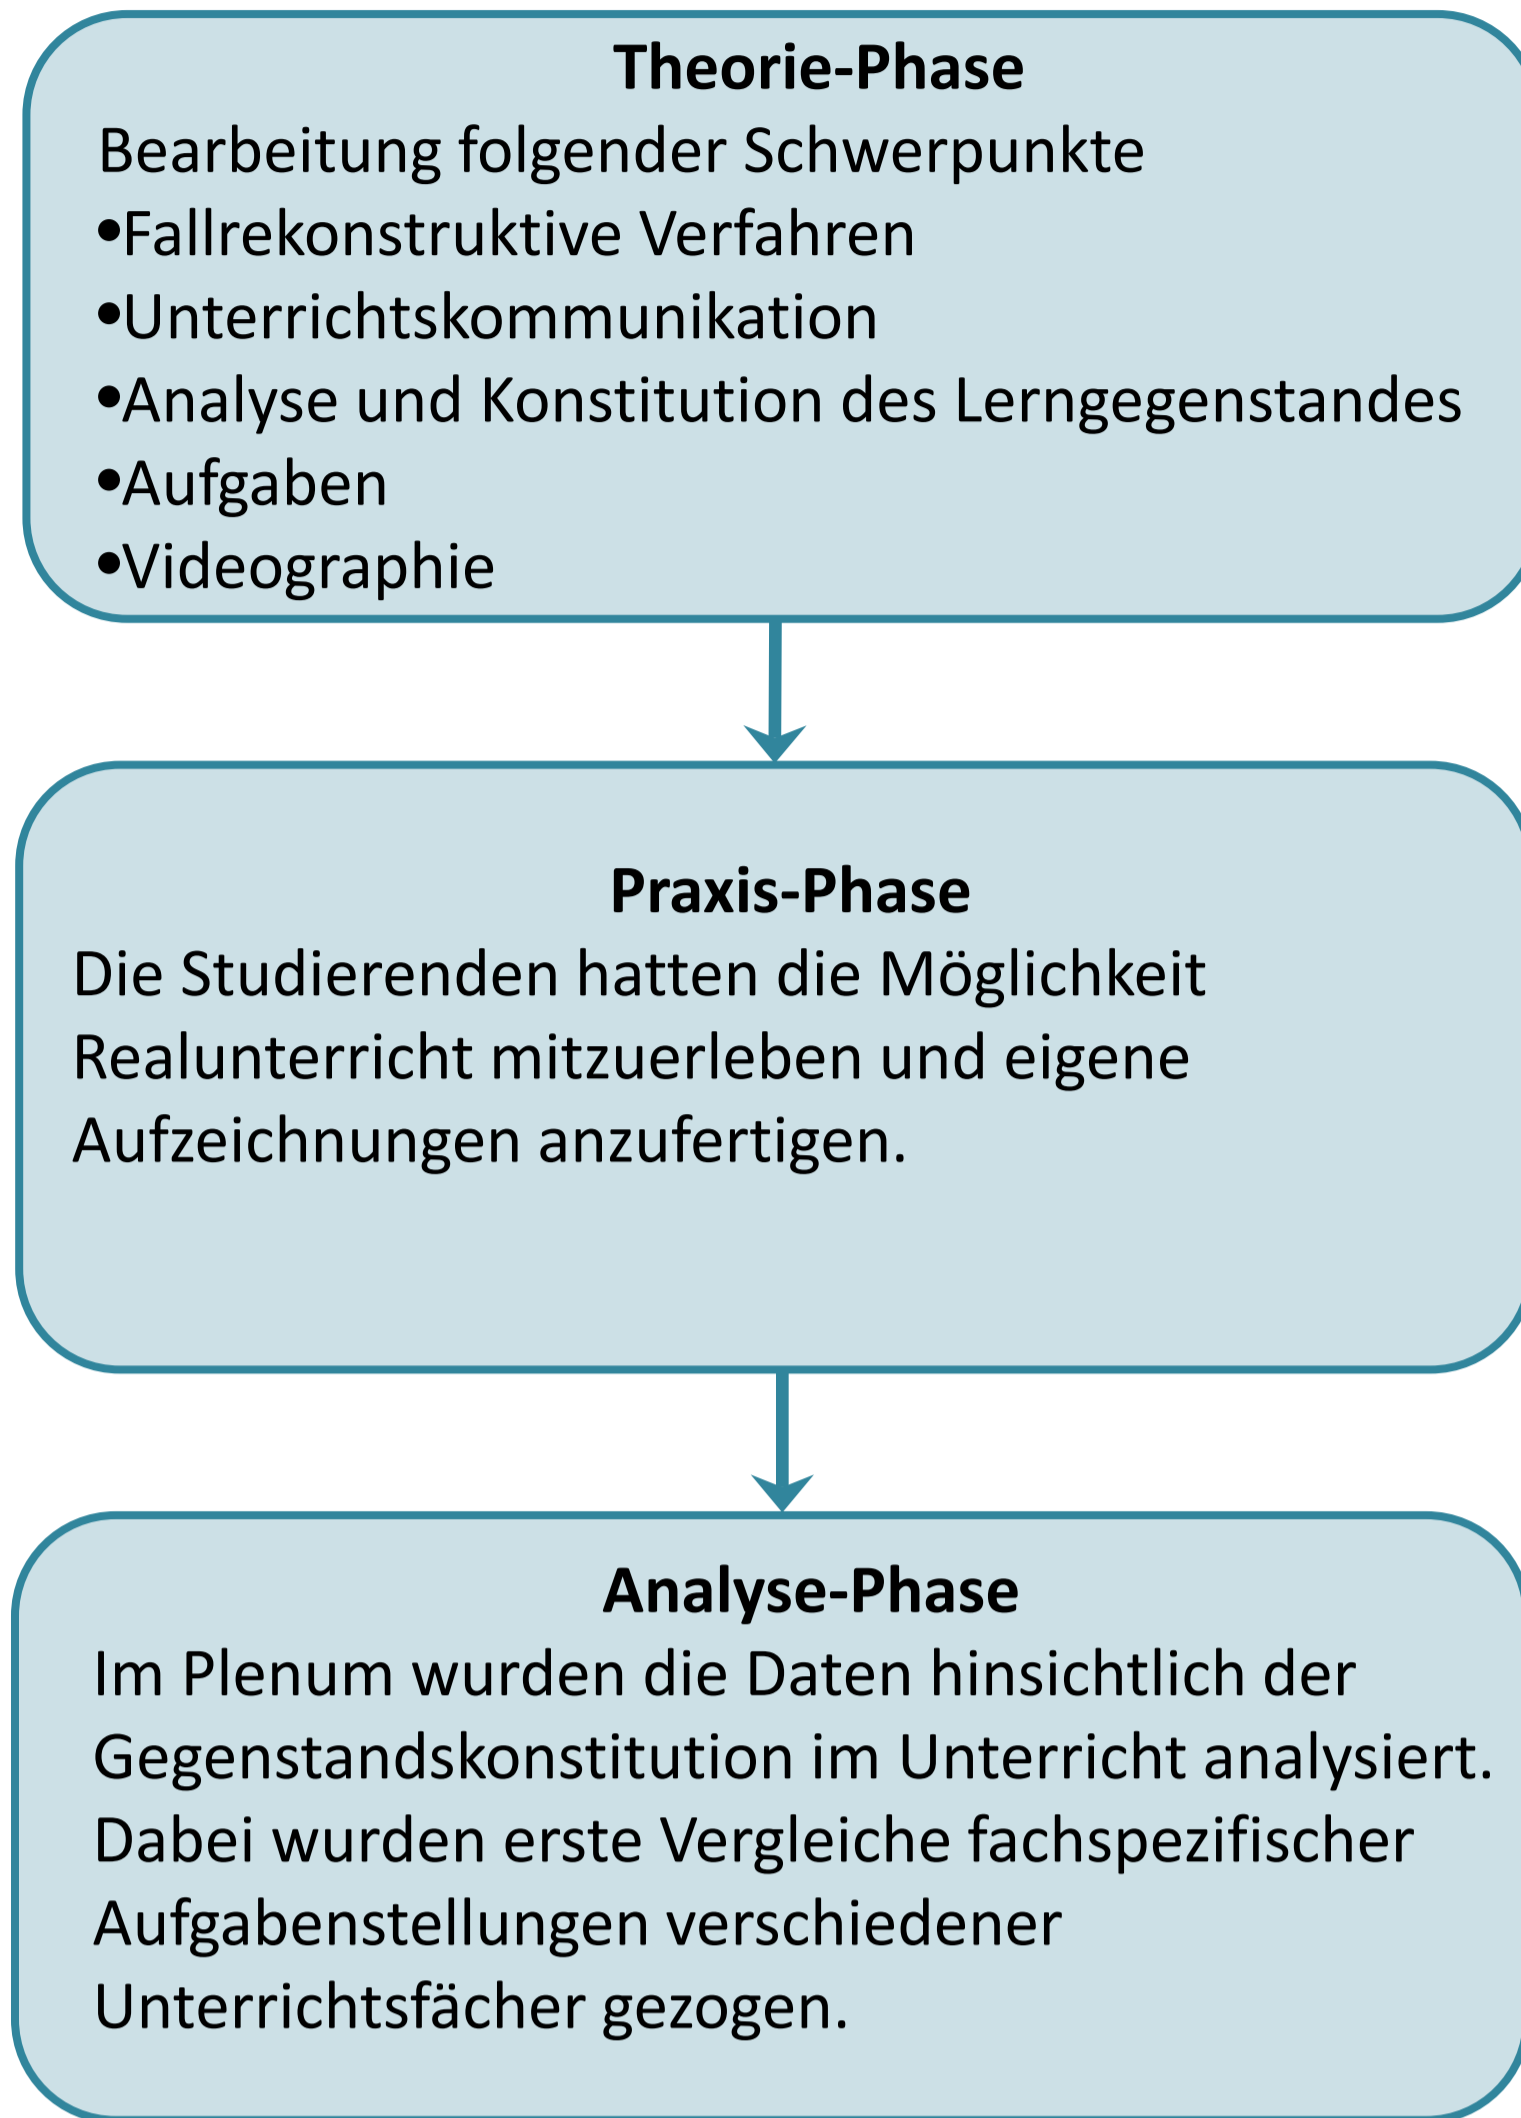 Theorie-Phase
Bearbeitung folgender Schwerpunkte
•Fallrekonstruktive Verfahren
•Unterrichtskommunikation
•Analyse und Konstitution des Lerngegenstandes
•Aufgaben
•Videographie
Praxis-Phase
Die Studierenden hatten die Möglichkeit
Realunterricht mitzuerleben und eigene
Aufzeichnungen anzufertigen.
Analyse-Phase
Im Plenum wurden die Daten hinsichtlich der
Gegenstandskonstitution im Unterricht analysiert.
Dabei wurden erste Vergleiche fachspezifischer
Aufgabenstellungen verschiedener
Unterrichtsfächer gezogen.